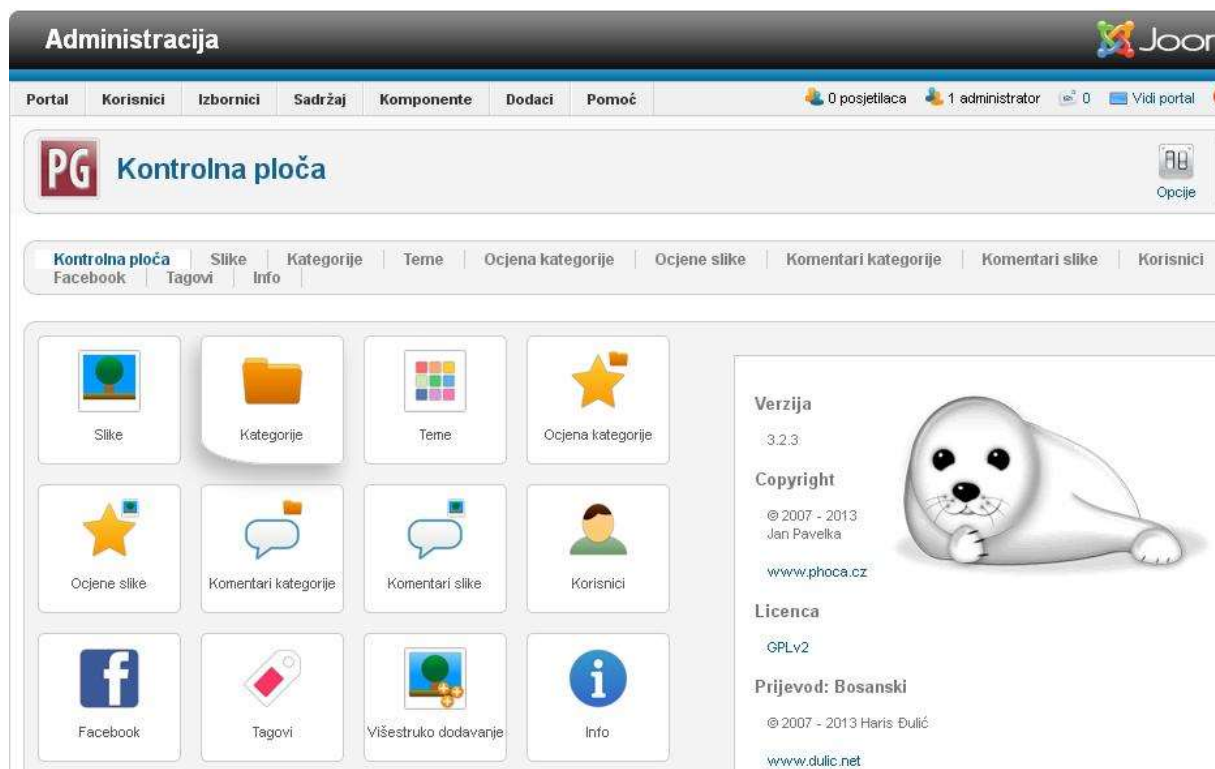 Administracija
Joo
Portal Korisnici Izbornici Sadržaj Komponente Dodaci Pomoć 0 posjetilaca 1 administrator 0 Vidi portal
PG Kontrolna ploča
Opcije
Kontrolna ploča Slike Kategorije Teme Ocjena kategorije Ocjene slike Komentari kategorije Komentari slike Korisnici
Facebook Tagovi Info
Slike Kategorije Teme Ocjena kategorije
Ocjene slike Komentari kategorije Komentari slike Korisnici
Facebook Tagovi Višestruko dodavanje Info
Verzija
3.2.3
Copyright
© 2007 - 2013
Jan Pavelka
www.phoca.cz
Licenca
GPLv2
Prijevod: Bosanski
© 2007 - 2013 Haris Đulić
www.dulic.net